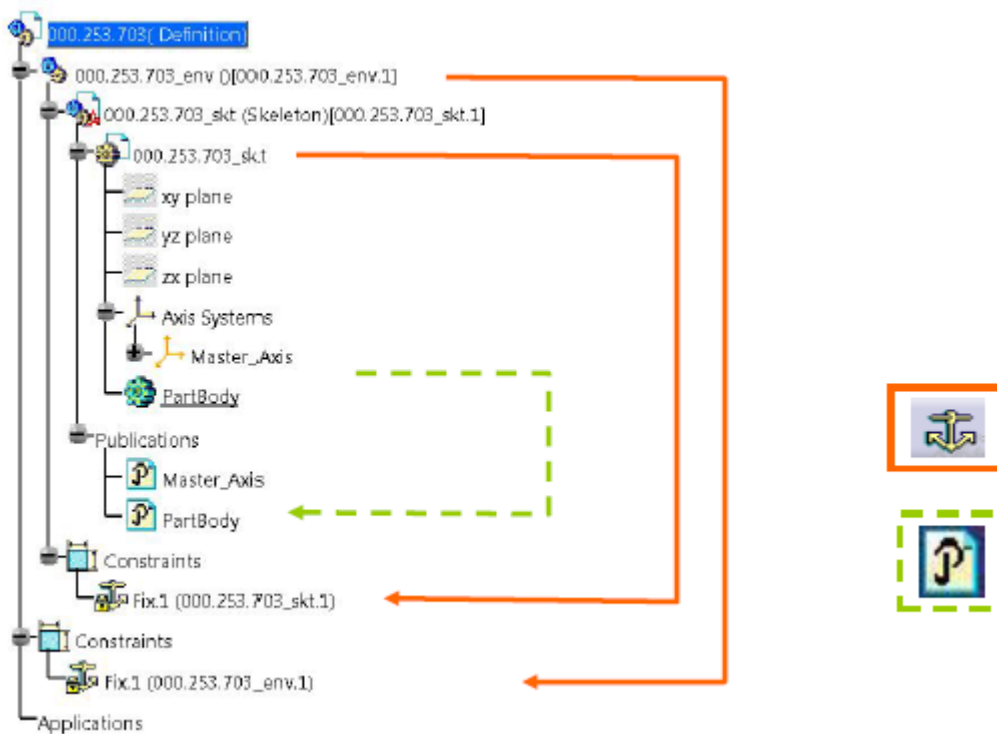 000.253.703( Definition)
000.253.703_env ()[000.253.703_env.1]
000.253.703_skt (Skeleton)[000.253.703_skt.1]
000.253.703_sk.t
xy plane
yz plane
zx plane
Axis Systems
Master_Axis
PartBody
Publications
Master_Axis
PartBody
Constraints
Fix.1 (000.253.703_skt.1)
Constraints
Fix.1 (000.253.703_env.1)
Applications